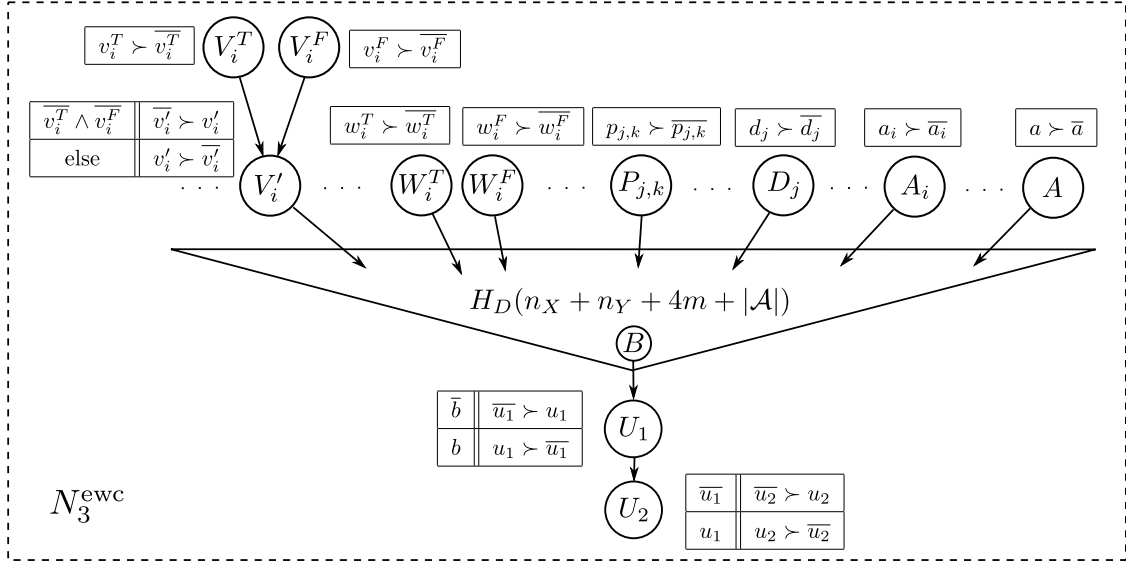 v_i^T ≻ \overline{v_i^T}
V_i^T
V_i^F
v_i^F ≻ \overline{v_i^F}
\overline{v_i^T} ∧ \overline{v_i^F} \overline{v_i'} ≻ v_i'
else v_i' ≻ \overline{v_i'}
w_i^T ≻ \overline{w_i^T}
w_i^F ≻ \overline{w_i^F}
p_{j,k} ≻ \overline{p_{j,k}}
d_j ≻ \overline{d_j}
a_i ≻ \overline{a_i}
a ≻ \overline{a}
· · · V_i' · · · W_i^T W_i^F · · · P_{j,k} · · · D_j · · · A_i · · · A
H_D(n_X + n_Y + 4m + |\mathcal{A}|)
B
\overline{b} \overline{u_1} ≻ u_1
b u_1 ≻ \overline{u_1}
U_1
U_2
\overline{u_1} \overline{u_2} ≻ u_2
u_1 u_2 ≻ \overline{u_2}
N_3^{ewc}